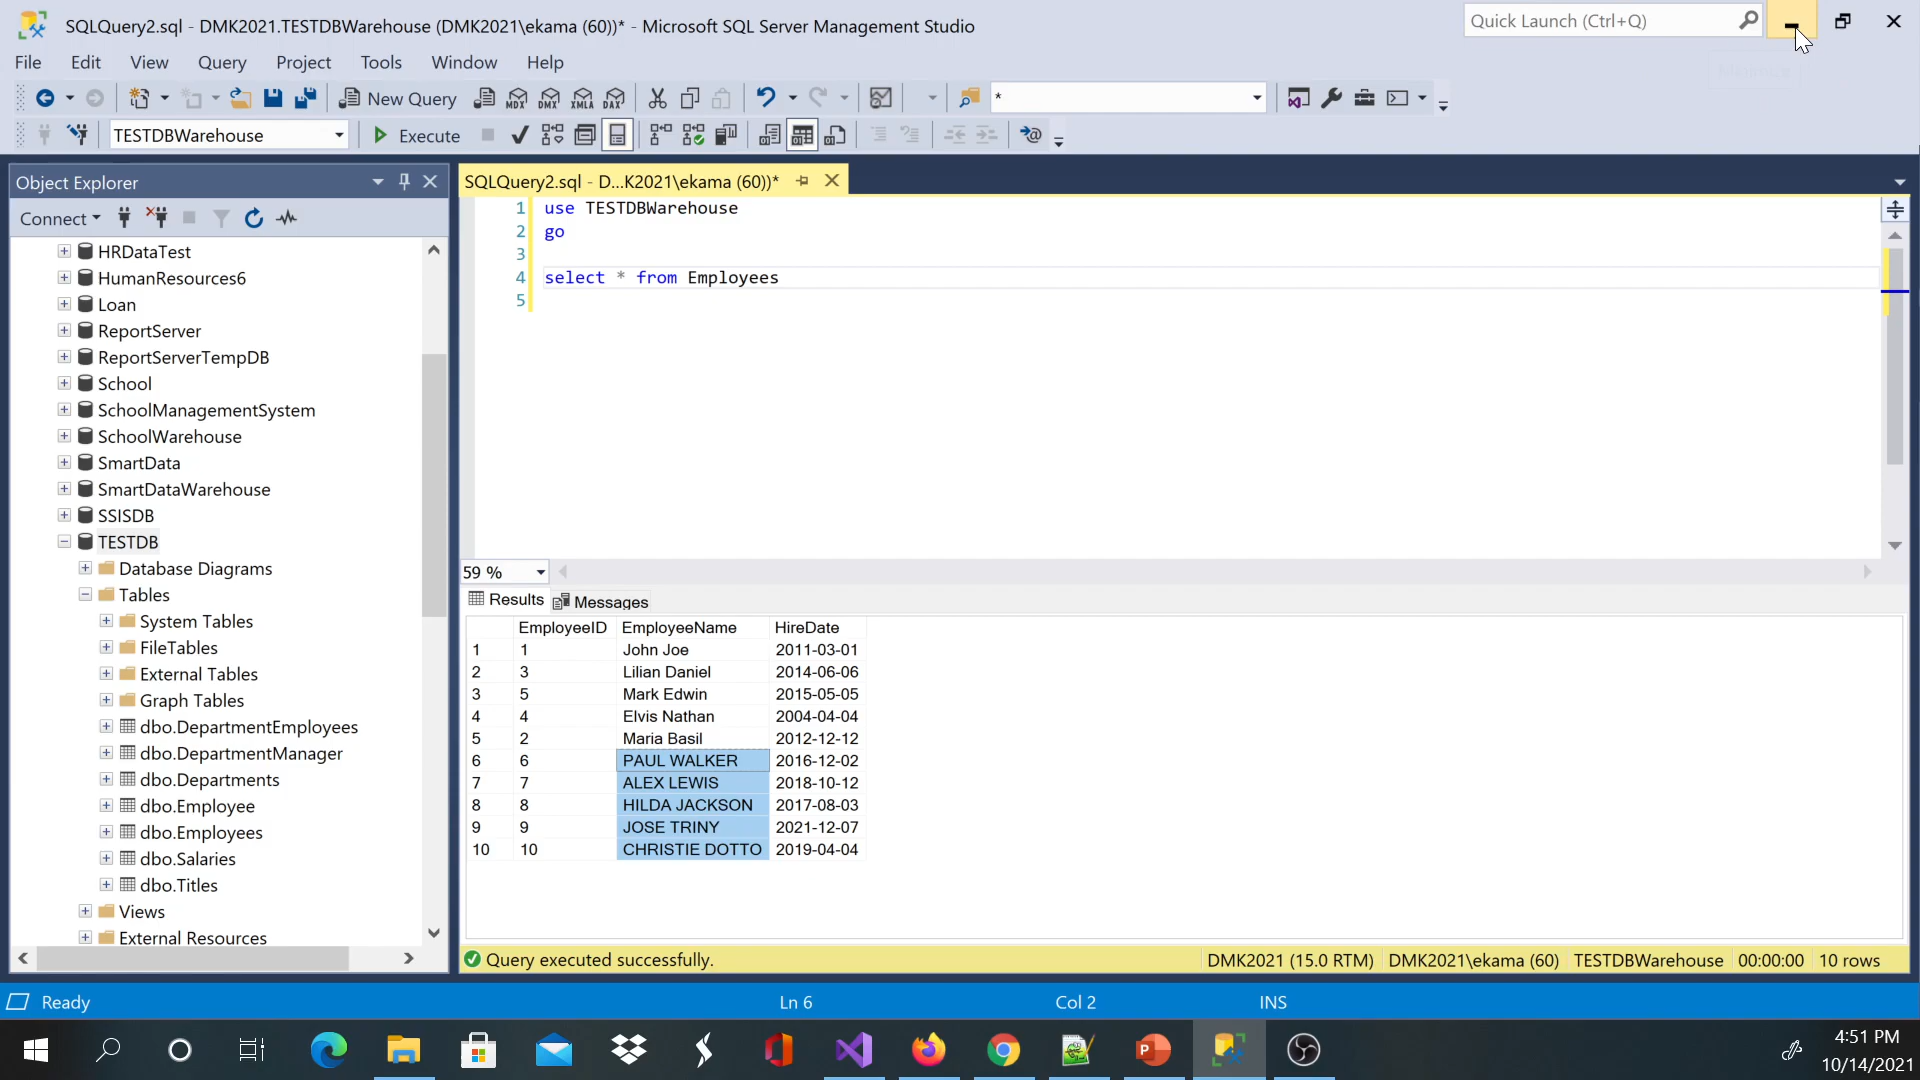 SQLQuery2.sql - DMK2021.TESTDBWarehouse (DMK2021\ekama (60))* - Microsoft SQL Server Management Studio
Quick Launch (Ctrl+Q)
File Edit View Query Project Tools Window Help
New Query MDX DMX XMLA DAX *
TESTDBWarehouse Execute
Object Explorer
SQLQuery2.sql - D...K2021\ekama (60))*
Connect
HRDataTest
HumanResources6
Loan
ReportServer
ReportServerTempDB
School
SchoolManagementSystem
SchoolWarehouse
SmartData
SmartDataWarehouse
SSISDB
TESTDB
Database Diagrams
Tables
System Tables
FileTables
External Tables
Graph Tables
dbo.DepartmentEmployees
dbo.DepartmentManager
dbo.Departments
dbo.Employee
dbo.Employees
dbo.Salaries
dbo.Titles
Views
External Resources
1 use TESTDBWarehouse
2 go
3
4 select * from Employees
5
59 %
Results Messages
EmployeeID EmployeeName HireDate
1 1 John Joe 2011-03-01
2 3 Lilian Daniel 2014-06-06
3 5 Mark Edwin 2015-05-05
4 4 Elvis Nathan 2004-04-04
5 2 Maria Basil 2012-12-12
6 6 PAUL WALKER 2016-12-02
7 7 ALEX LEWIS 2018-10-12
8 8 HILDA JACKSON 2017-08-03
9 9 JOSE TRINY 2021-12-07
10 10 CHRISTIE DOTTO 2019-04-04
Query executed successfully. DMK2021 (15.0 RTM) DMK2021\ekama (60) TESTDBWarehouse 00:00:00 10 rows
Ready Ln 6 Col 2 INS
4:51 PM
10/14/2021